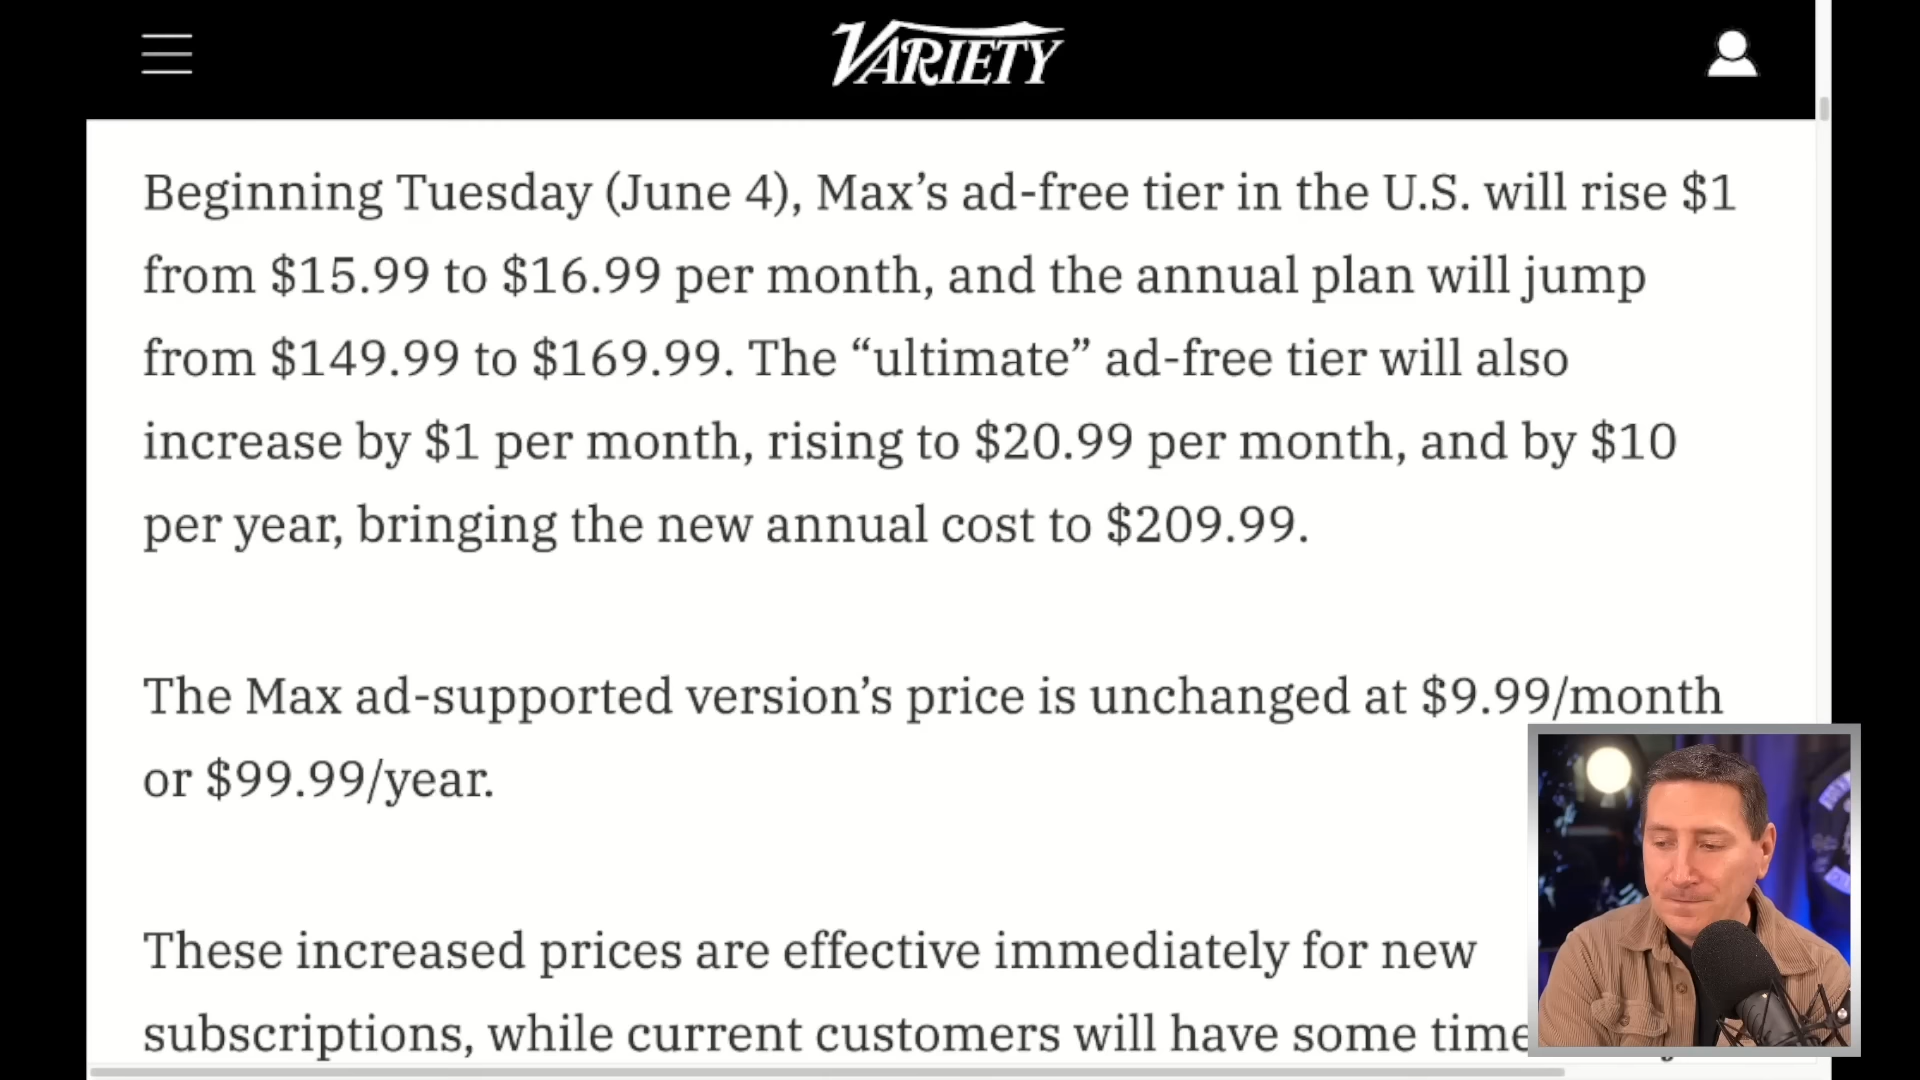 VARIETY
Beginning Tuesday (June 4), Max’s ad-free tier in the U.S. will rise $1
from $15.99 to $16.99 per month, and the annual plan will jump
from $149.99 to $169.99. The “ultimate” ad-free tier will also
increase by $1 per month, rising to $20.99 per month, and by $10
per year, bringing the new annual cost to $209.99.
The Max ad-supported version’s price is unchanged at $9.99/month
or $99.99/year.
These increased prices are effective immediately for new
subscriptions, while current customers will have some time